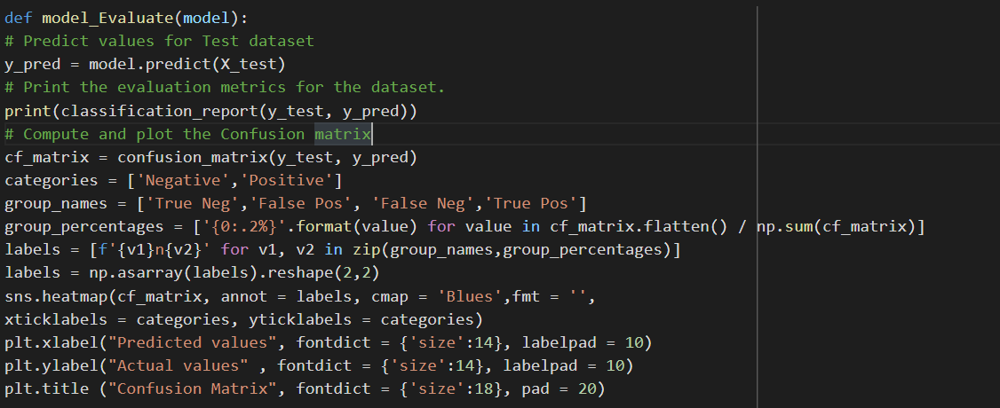 def model_Evaluate(model):
# Predict values for Test dataset
y_pred = model.predict(X_test)
# Print the evaluation metrics for the dataset.
print(classification_report(y_test, y_pred))
# Compute and plot the Confusion matrix
cf_matrix = confusion_matrix(y_test, y_pred)
categories = ['Negative','Positive']
group_names = ['True Neg','False Pos', 'False Neg','True Pos']
group_percentages = ['{0:.2%}'.format(value) for value in cf_matrix.flatten() / np.sum(cf_matrix)]
labels = [f'{v1}n{v2}' for v1, v2 in zip(group_names,group_percentages)]
labels = np.asarray(labels).reshape(2,2)
sns.heatmap(cf_matrix, annot = labels, cmap = 'Blues',fmt = '',
xticklabels = categories, yticklabels = categories)
plt.xlabel("Predicted values", fontdict = {'size':14}, labelpad = 10)
plt.ylabel("Actual values" , fontdict = {'size':14}, labelpad = 10)
plt.title ("Confusion Matrix", fontdict = {'size':18}, pad = 20)